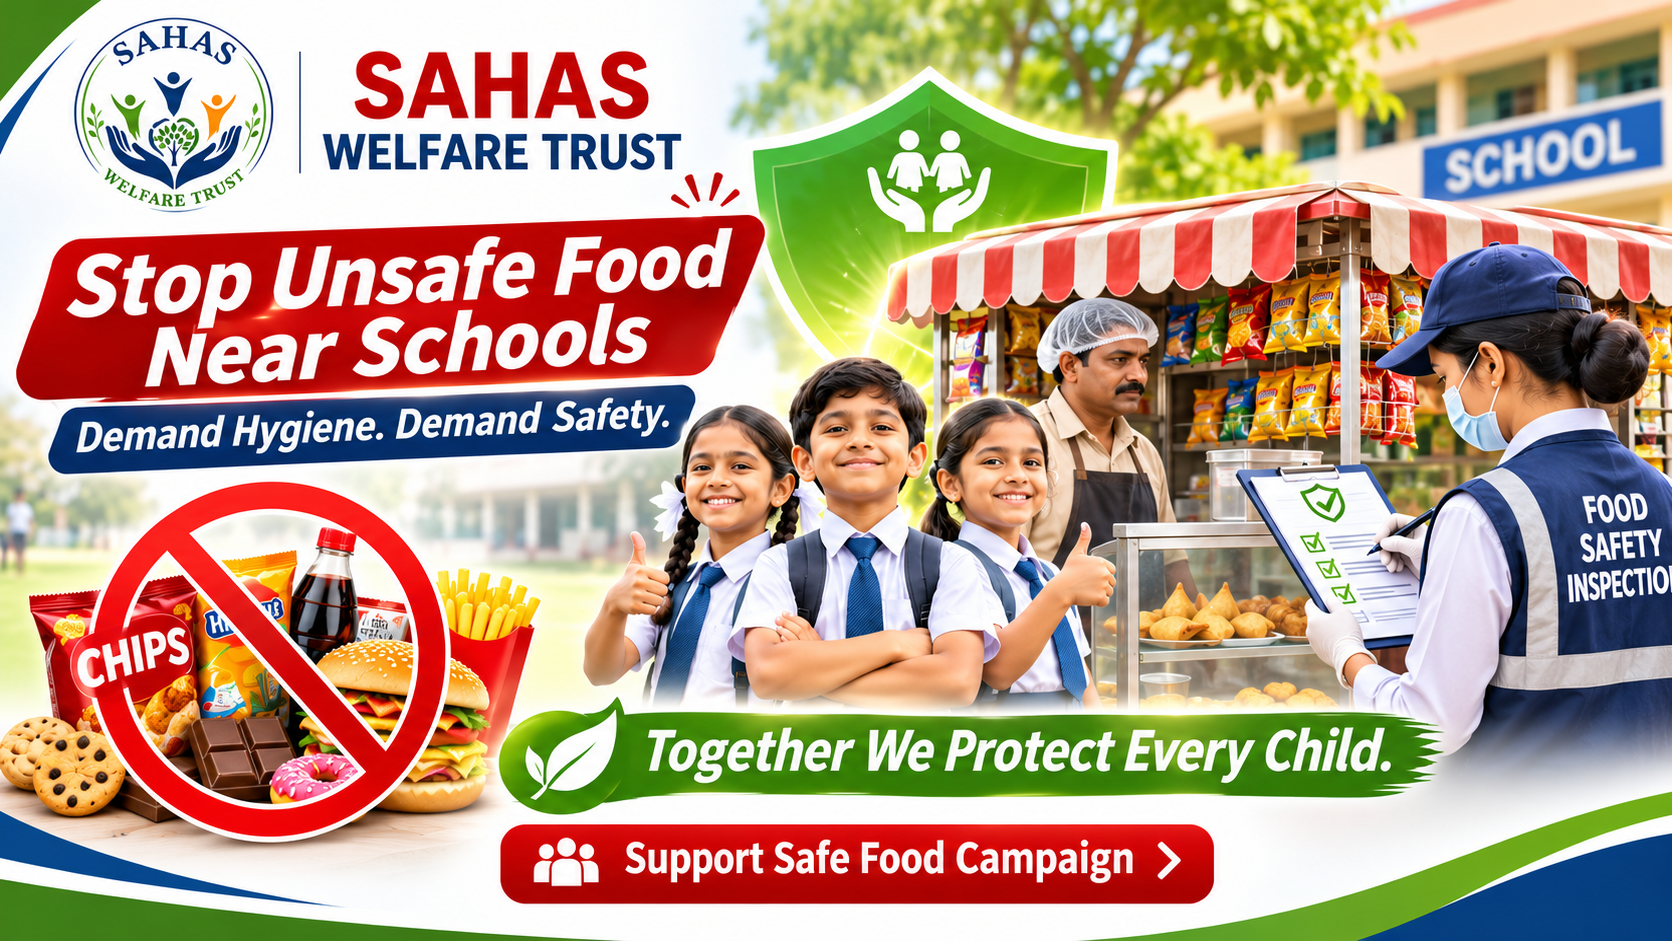 SAHAS
WELFARE TRUST
SAHAS
WELFARE TRUST
Stop Unsafe Food
Near Schools
Demand Hygiene. Demand Safety.
SCHOOL
CHIPS
FOOD
SAFETY
INSPECTIO
Together We Protect Every Child.
Support Safe Food Campaign